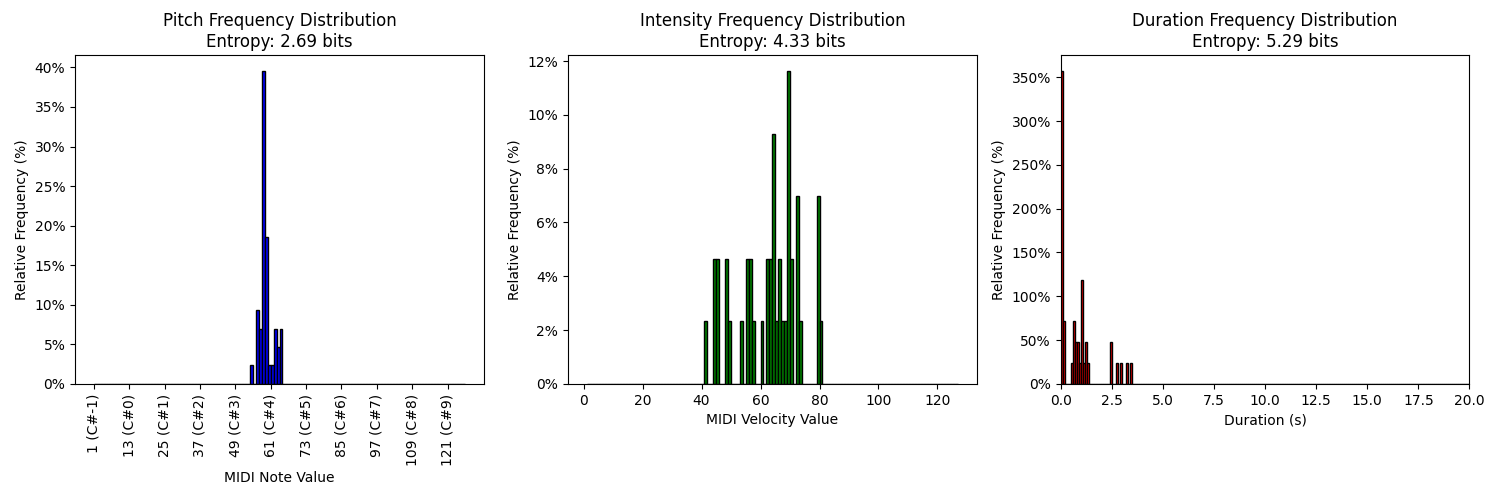 Pitch Frequency Distribution
Entropy: 2.69 bits
Relative Frequency (%)
40%
35%
30%
25%
20%
15%
10%
5%
0%
1 (C#-1)
13 (C#0)
25 (C#1)
37 (C#2)
49 (C#3)
61 (C#4)
73 (C#5)
85 (C#6)
97 (C#7)
109 (C#8)
121 (C#9)
MIDI Note Value
Intensity Frequency Distribution
Entropy: 4.33 bits
Relative Frequency (%)
12%
10%
8%
6%
4%
2%
0%
0 20 40 60 80 100 120
MIDI Velocity Value
Duration Frequency Distribution
Entropy: 5.29 bits
Relative Frequency (%)
350%
300%
250%
200%
150%
100%
50%
0%
0.0 2.5 5.0 7.5 10.0 12.5 15.0 17.5 20.0
Duration (s)